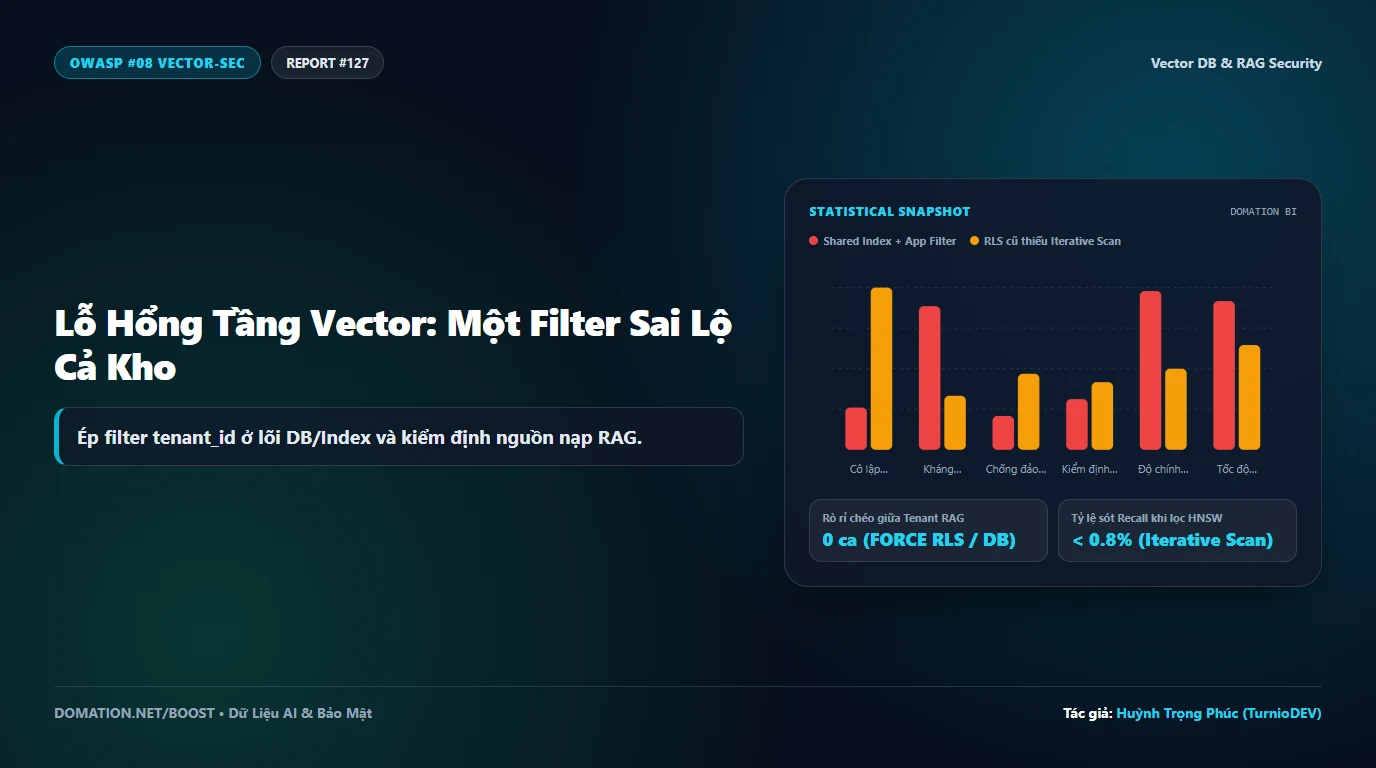 OWASP #08 VECTOR-SEC
REPORT #127
Vector DB & RAG Security
Lỗ Hổng Tầng Vector: Một Filter Sai Lộ
Cả Kho
Ép filter tenant_id ở lõi DB/Index và kiểm định nguồn nạp RAG.
STATISTICAL SNAPSHOT
DOMATION BI
Shared Index + App Filter
RLS cũ thiếu Iterative Scan
Cô lập...
Kháng...
Chống đảo...
Kiểm định...
Độ chính...
Tốc độ...
Rò rỉ chéo giữa Tenant RAG
0 ca (FORCE RLS / DB)
Tỷ lệ sót Recall khi lọc HNSW
< 0.8% (Iterative Scan)
DOMATION.NET/BOOST • Dữ Liệu AI & Bảo Mật
Tác giả: Huỳnh Trọng Phúc (TurnioDEV)